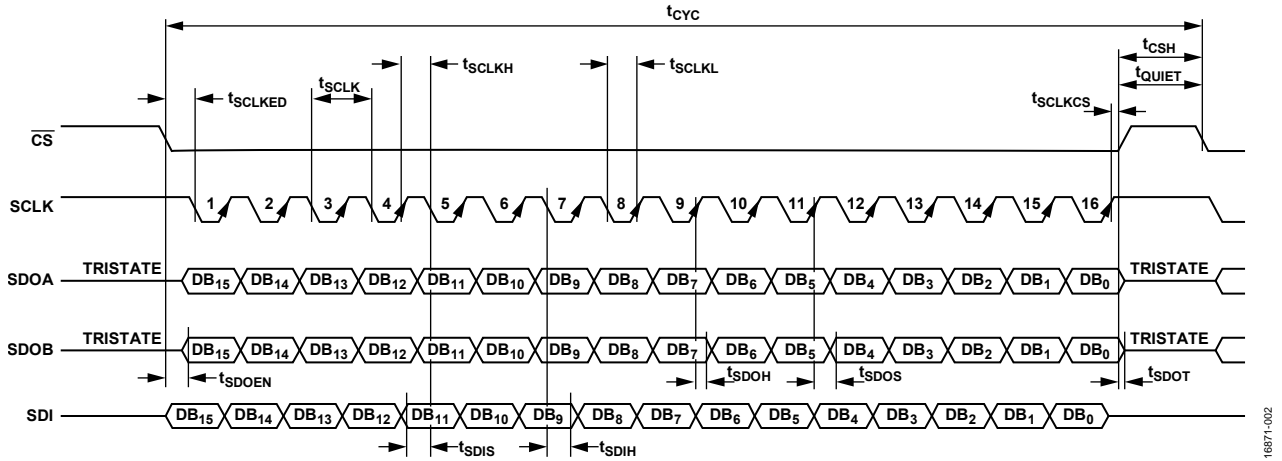 tCYC
tCSH
tSCLKH tSCLKL
tSCLK tQUIET
tSCLKED tSCLKCS
CS
SCLK 1 2 3 4 5 6 7 8 9 10 11 12 13 14 15 16
TRISTATE TRISTATE
SDOA DB15 DB14 DB13 DB12 DB11 DB10 DB9 DB8 DB7 DB6 DB5 DB4 DB3 DB2 DB1 DB0
TRISTATE TRISTATE
SDOB DB15 DB14 DB13 DB12 DB11 DB10 DB9 DB8 DB7 DB6 DB5 DB4 DB3 DB2 DB1 DB0
tSDOEN tSDOH tSDOS tSDOT
SDI DB15 DB14 DB13 DB12 DB11 DB10 DB9 DB8 DB7 DB6 DB5 DB4 DB3 DB2 DB1 DB0
tSDIS tSDIH
16871-002